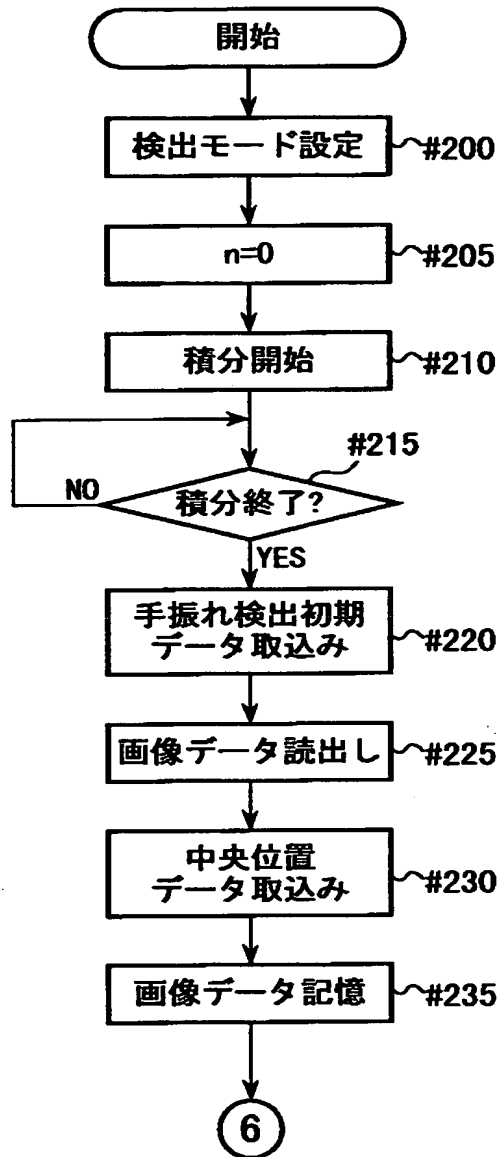 開始
検出モード設定
#200
n=0
#205
積分開始
#210
#215
NO
積分終了?
YES
手振れ検出初期
データ取込み
#220
画像データ読出し
#225
中央位置
データ取込み
#230
画像データ記憶
#235
6